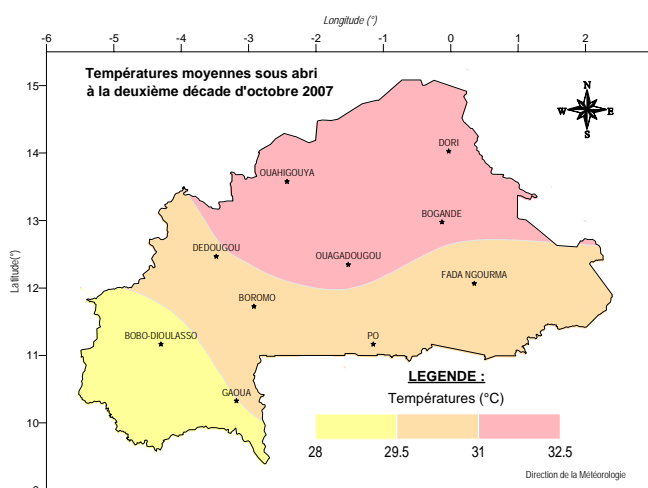 Longitude (°)
-6 -5 -4 -3 -2 -1 0 1 2
Températures moyennes sous abri
à la deuxième décade d'octobre 2007
N
W E
S
15
14
13
12
11
10
9
Latitude(°)
DORI
OUAHIGOUYA
BOGANDE
DEDOUGOU
OUAGADOUGOU
FADA NGOURMA
BOROMO
BOBO-DIOULASSO
PO
GAOUA
LEGENDE :
Températures (°C)
28 29.5 31 32.5
Direction de la Météorologie